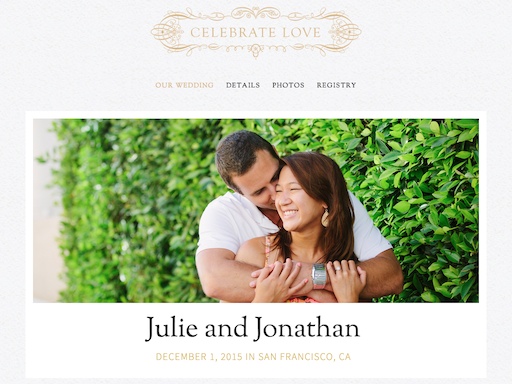 CELEBRATE LOVE
OUR WEDDING DETAILS PHOTOS REGISTRY
Julie and Jonathan
DECEMBER 1, 2015 IN SAN FRANCISCO, CA